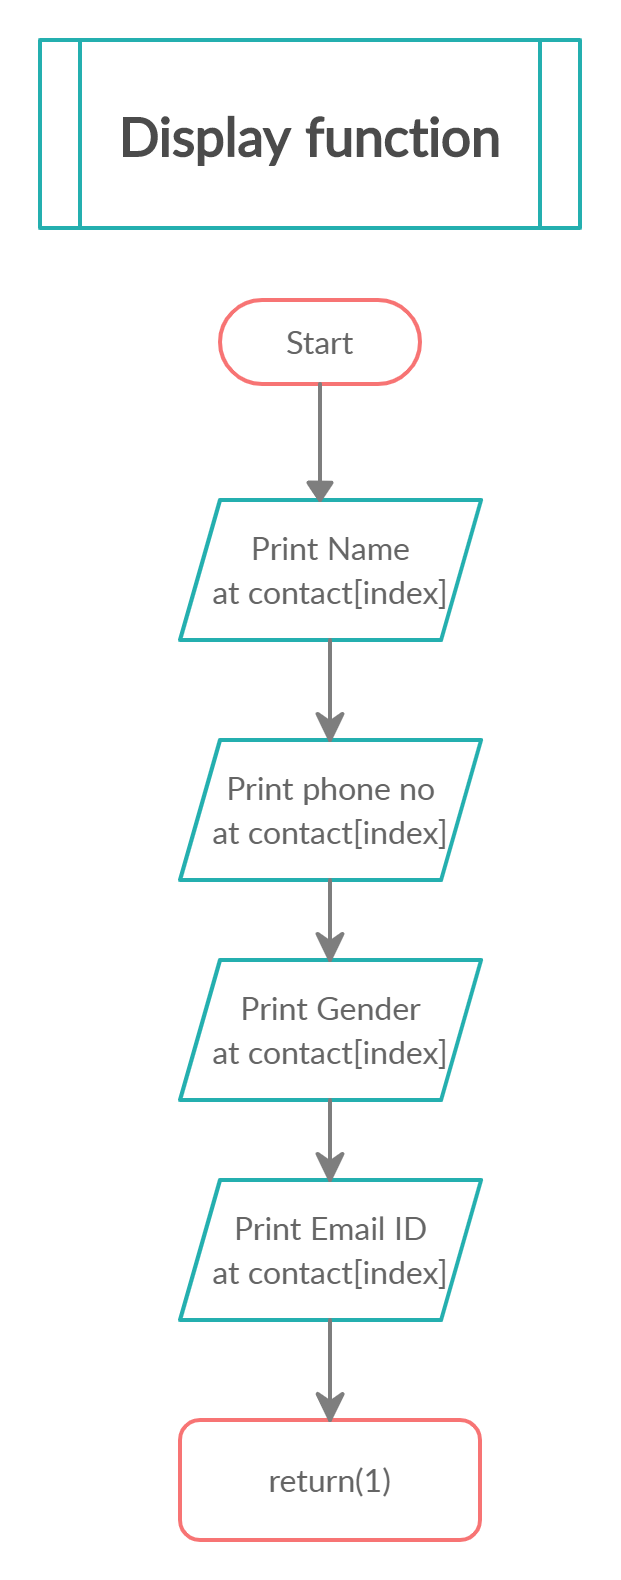 Display function
Start
Print Name
at contact[index]
Print phone no
at contact[index]
Print Gender
at contact[index]
Print Email ID
at contact[index]
return(1)